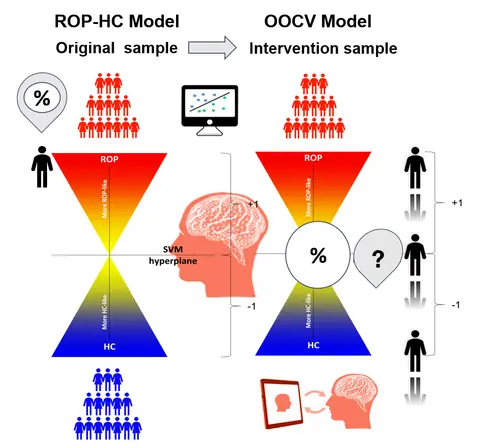 ROP-HC Model
OOCV Model
Original sample
Intervention sample
%
ROP
More ROP-like
SVM
hyperplane
More HC-like
HC
+1
-1
ROP
More ROP-like
%
?
More HC-like
HC
+1
-1